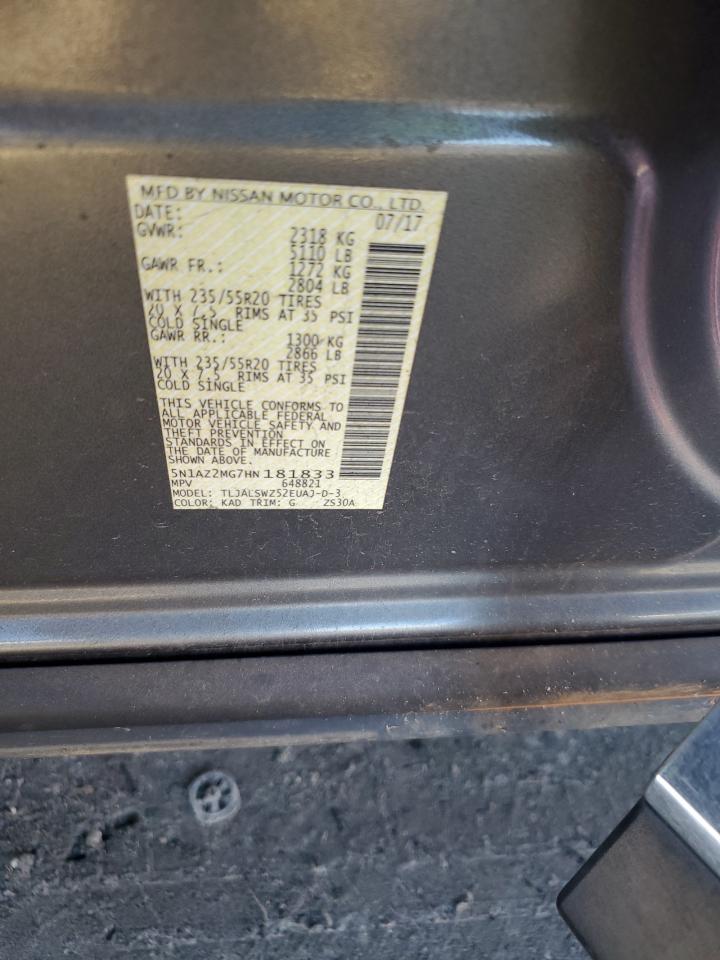 MFD BY NISSAN MOTOR CO., LTD.
DATE: 07/17
GVWR: 2318 KG
5110 LB
GAWR FR.: 1272 KG
2804 LB
WITH 235/55R20 TIRES
20 X 7.5 RIMS AT 35 PSI
COLD SINGLE
GAWR RR.: 1300 KG
2866 LB
WITH 235/55R20 TIRES
20 X 7.5 RIMS AT 35 PSI
COLD SINGLE
THIS VEHICLE CONFORMS TO
ALL APPLICABLE FEDERAL
MOTOR VEHICLE SAFETY AND
THEFT PREVENTION
STANDARDS IN EFFECT ON
THE DATE OF MANUFACTURE
SHOWN ABOVE.
5N1AZ2MG7HN181833
MPV 648821
MODEL: TLJALSWZ52EUAJ-D-3
COLOR: KAD TRIM: G ZS30A